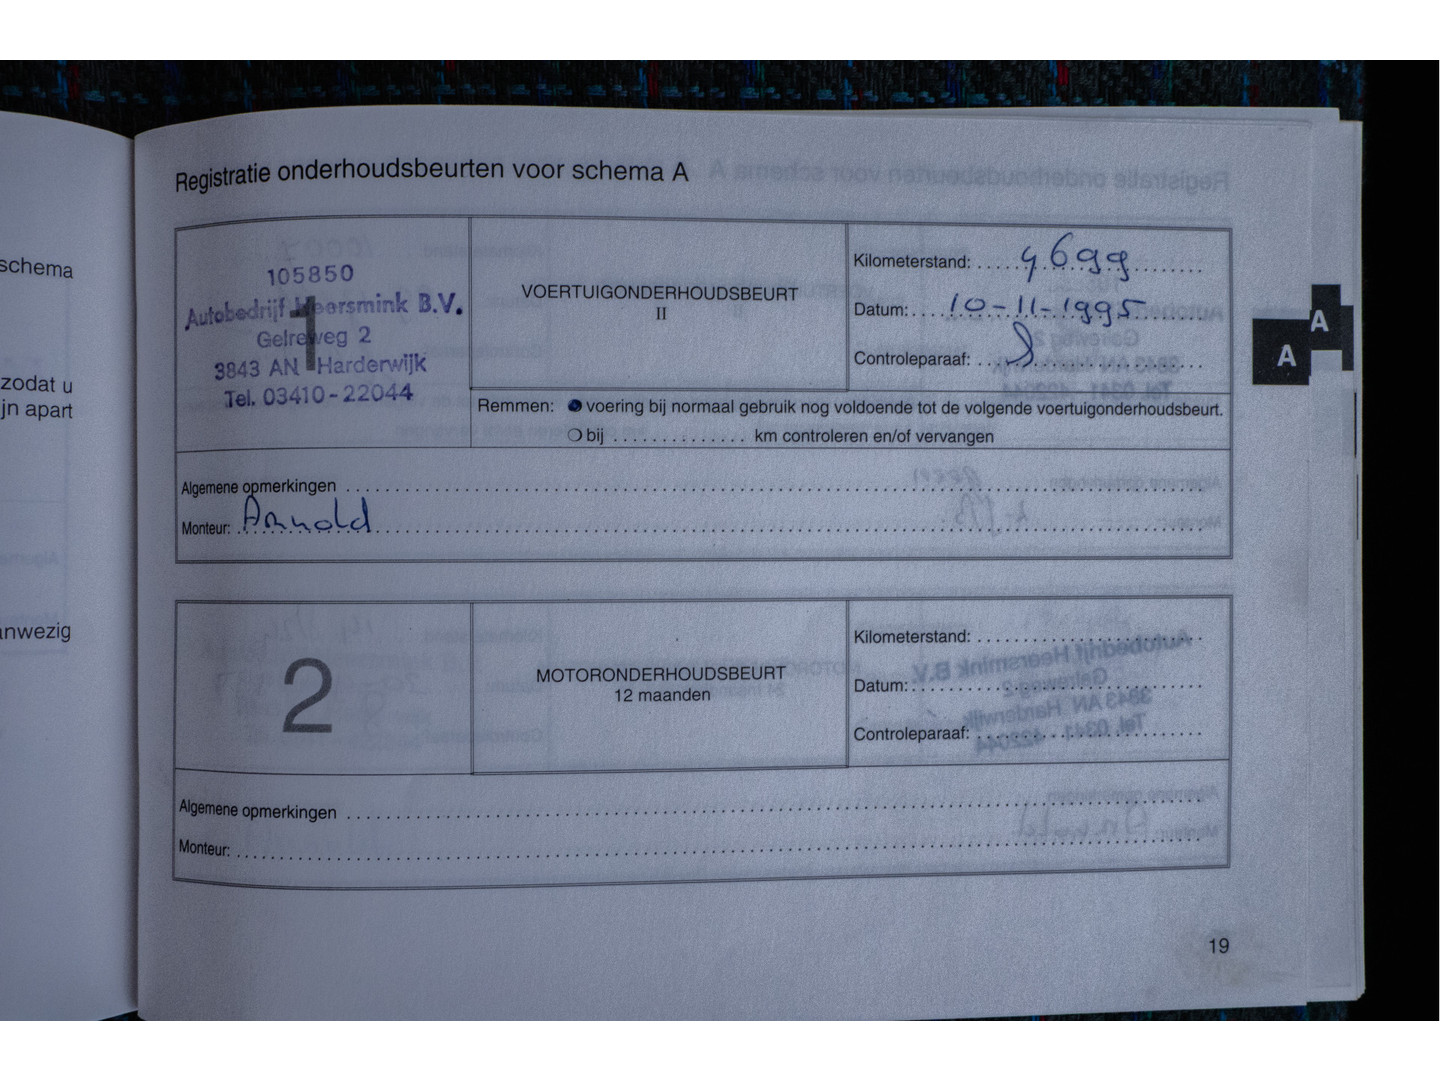 schema
zodat u
jn apart
anwezig
Registratie onderhoudsbeurten voor schema A
105850
Autobedrijf Heersmink B.V.
1
Gelreweg 2
3843 AN Harderwijk
Tel. 03410-22044
VOERTUIGONDERHOUDSBEURT
II
Kilometerstand: 4699
Datum: 10-11-1995
Controleparaaf:
Remmen: voering bij normaal gebruik nog voldoende tot de volgende voertuigonderhoudsbeurt.
bij .............. km controleren en/of vervangen
Algemene opmerkingen
Monteur: Arnold
2
MOTORONDERHOUDSBEURT
12 maanden
Kilometerstand:
Datum:
Controleparaaf:
Algemene opmerkingen
Monteur:
A
A
19